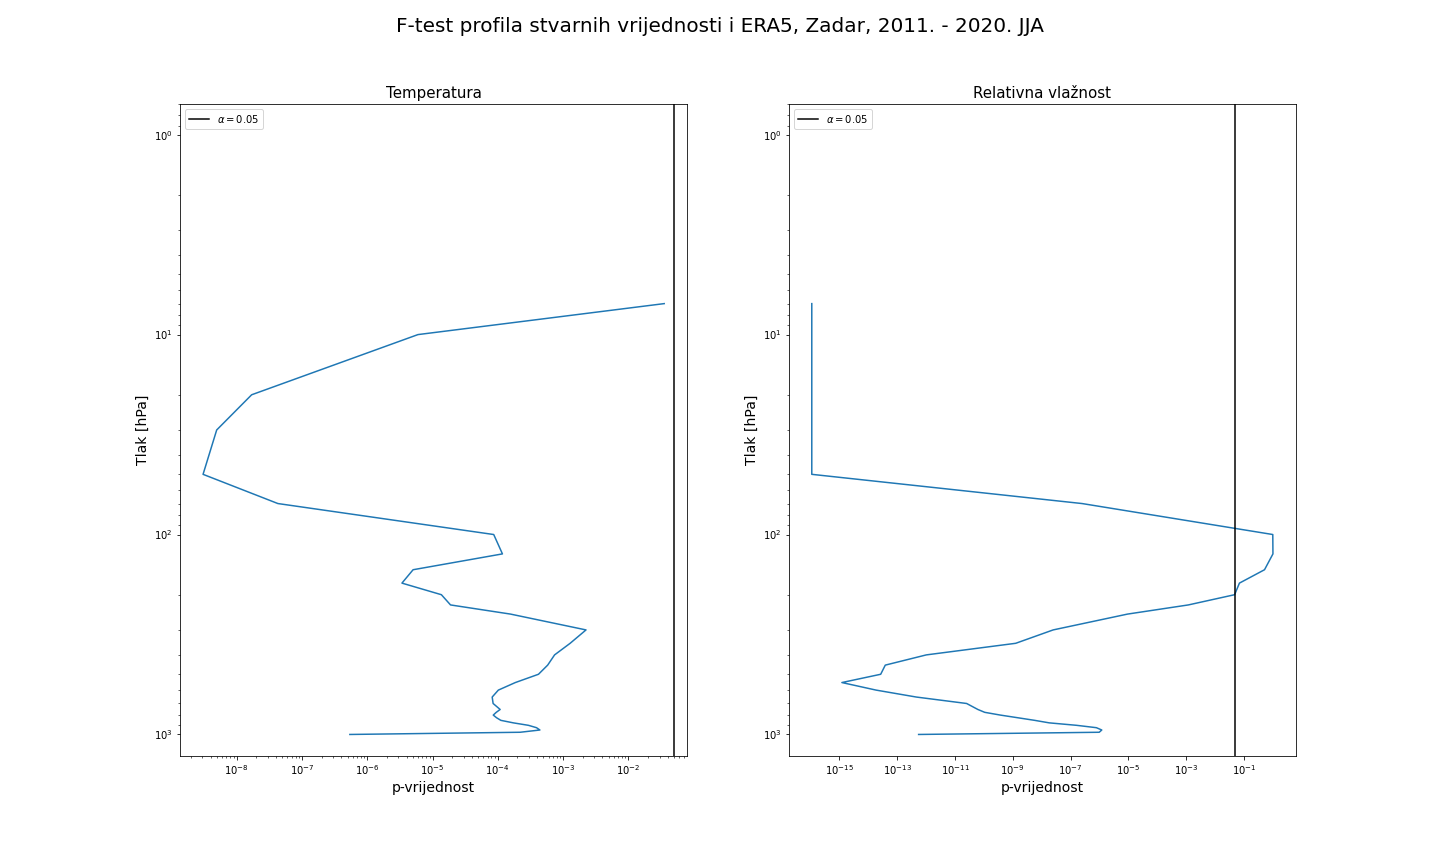 F-test profila stvarnih vrijednosti i ERA5, Zadar, 2011. - 2020. JJA
Temperatura
α = 0.05
10⁰
10¹
10²
10³
Tlak [hPa]
10⁻⁸ 10⁻⁷ 10⁻⁶ 10⁻⁵ 10⁻⁴ 10⁻³ 10⁻²
p-vrijednost
Relativna vlažnost
α = 0.05
10⁰
10¹
10²
10³
Tlak [hPa]
10⁻¹⁵ 10⁻¹³ 10⁻¹¹ 10⁻⁹ 10⁻⁷ 10⁻⁵ 10⁻³ 10⁻¹
p-vrijednost